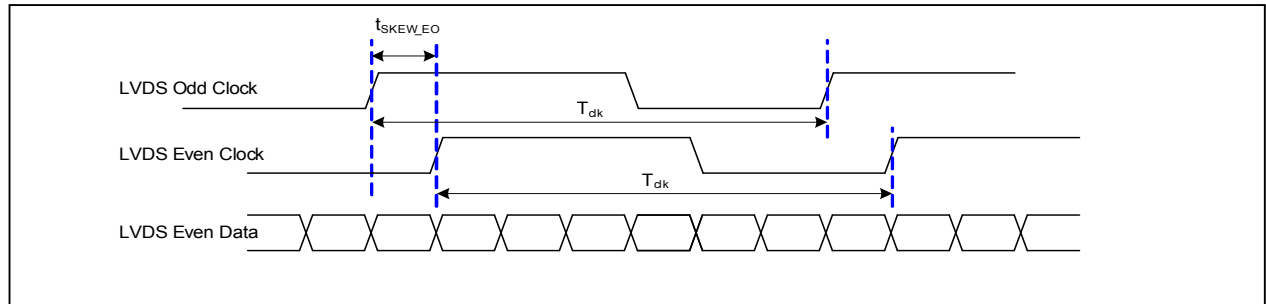 tSKEW_EO
LVDS Odd Clock
Tclk
LVDS Even Clock
Tclk
LVDS Even Data